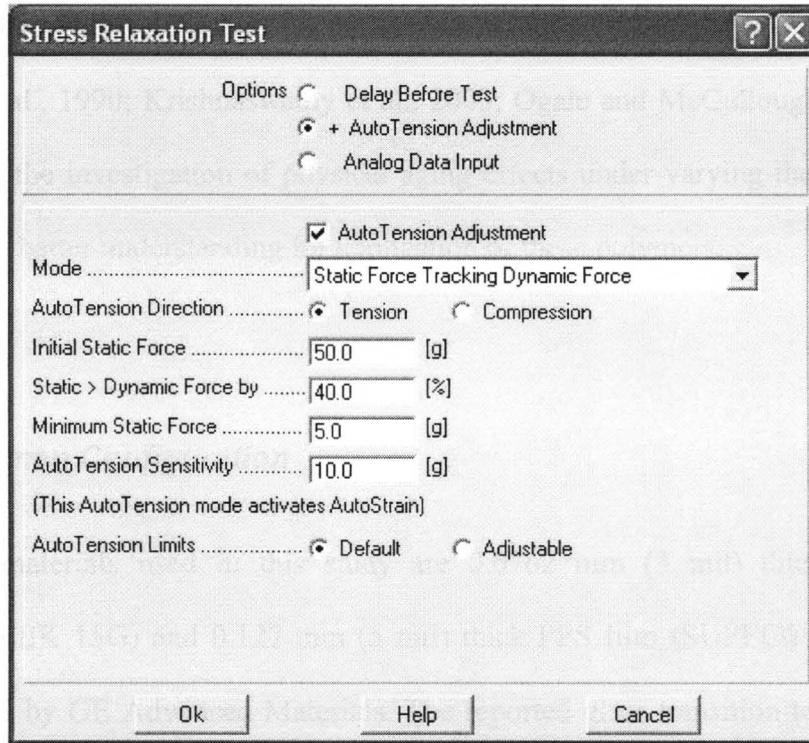 Stress Relaxation Test
Options Delay Before Test
+ AutoTension Adjustment
Analog Data Input
AutoTension Adjustment
Mode Static Force Tracking Dynamic Force
AutoTension Direction Tension Compression
Initial Static Force 50.0 [g]
Static > Dynamic Force by 40.0 [%]
Minimum Static Force 5.0 [g]
AutoTension Sensitivity 10.0 [g]
(This AutoTension mode activates AutoStrain)
AutoTension Limits Default Adjustable
Ok Help Cancel